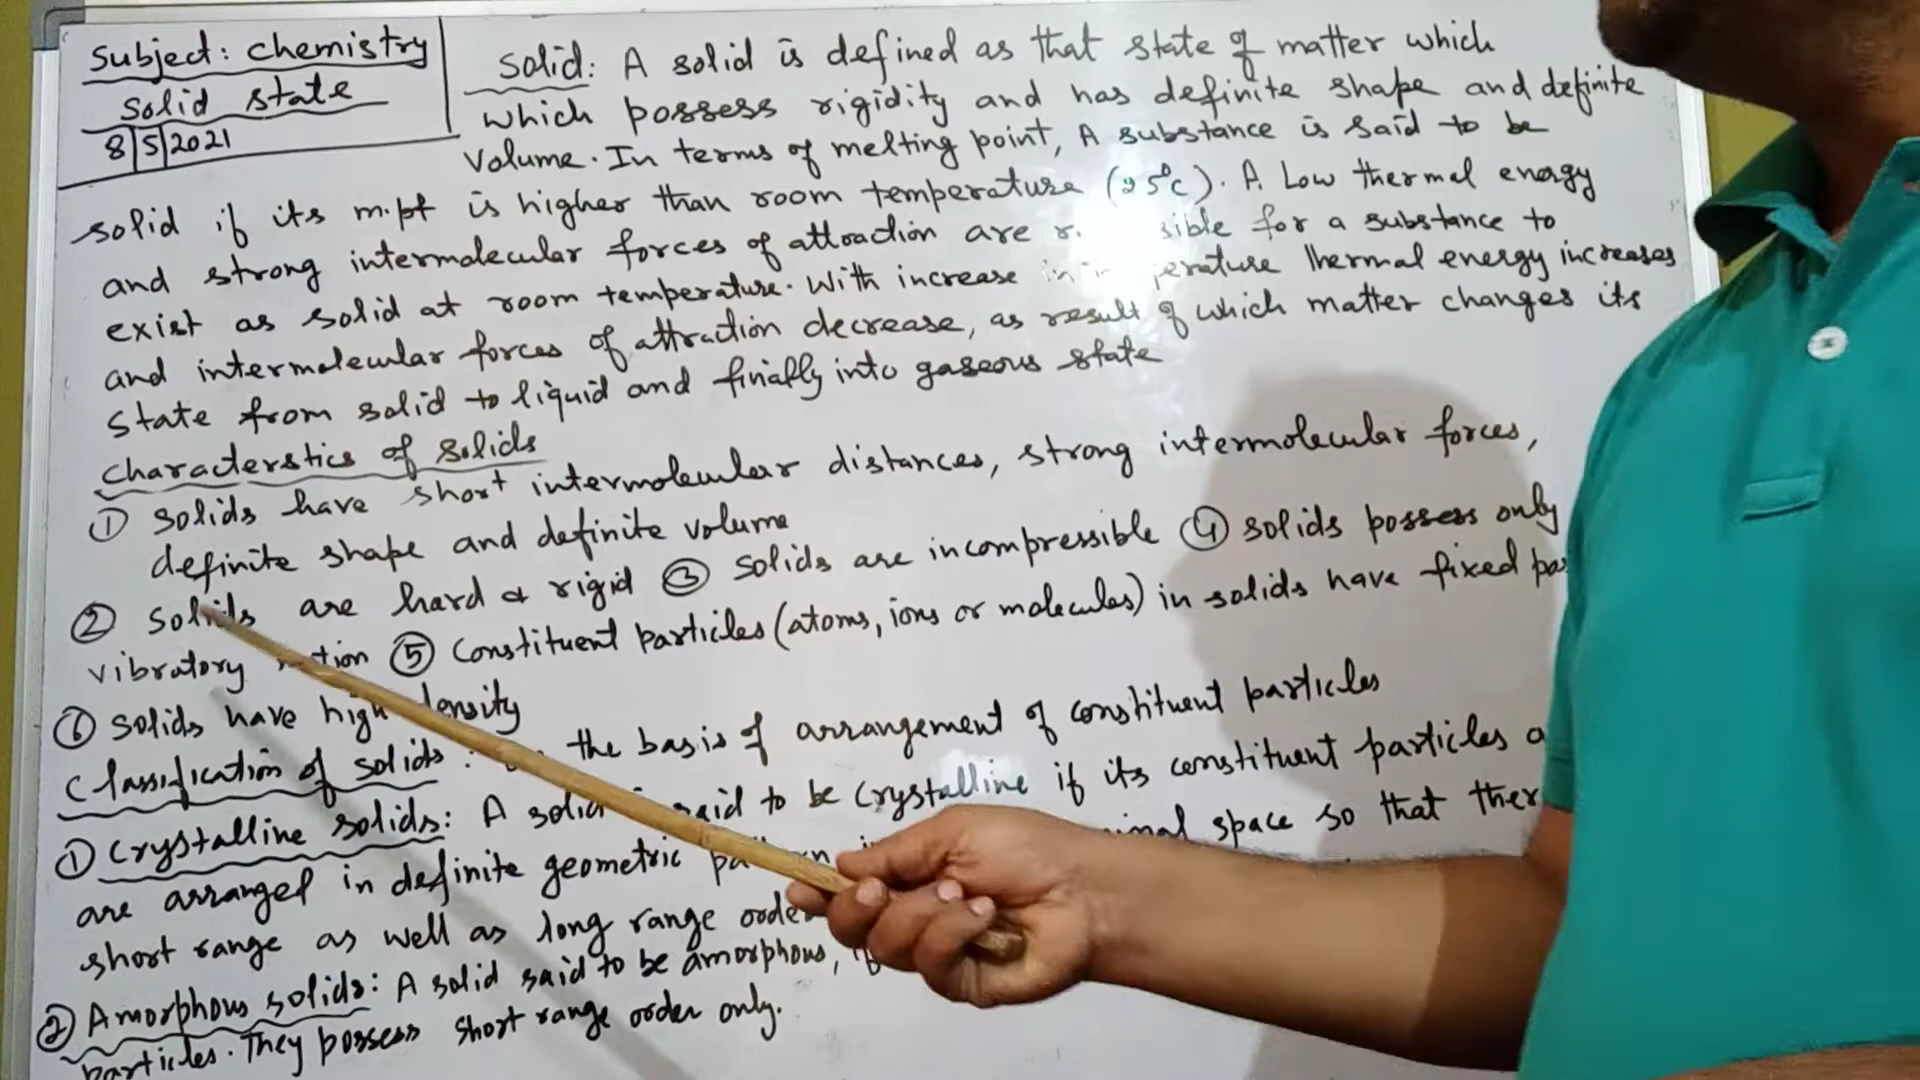 Subject: Chemistry
Solid state
8|5|2021
Solid: A solid is defined as that state of matter which
which possess rigidity and has definite shape and definite
volume. In terms of melting point, A substance is said to be
solid if its m.pt is higher than room temperature (25°C). A Low thermal energy
and strong intermolecular forces of attraction are for a substance to
exist as solid at room temperature. With increase in thermal energy increases
and intermolecular forces of attraction decrease, as result of which matter changes its
state from solid to liquid and finially into gaseous state
Characterstics of solids
① Solids have short intermolecular distances, strong intermolecular forces,
definite shape and definite volume
② Solids are hard & rigid ③ Solids are incompressible ④ Solids possess only
vibratory ⑤ Constituent particles (atoms, ions or molecules) in solids have fixed
⑥ Solids have high density
Classification of solids: the basis of arrangement of constituent particles
① Crystalline solids: A solid said to be Crystalline if its constituent particles
are arranged in definite geometric space so that
short range as well as long range order
② Amorphous solids: A solid said to be amorphous,
particles. They possess short range order only.